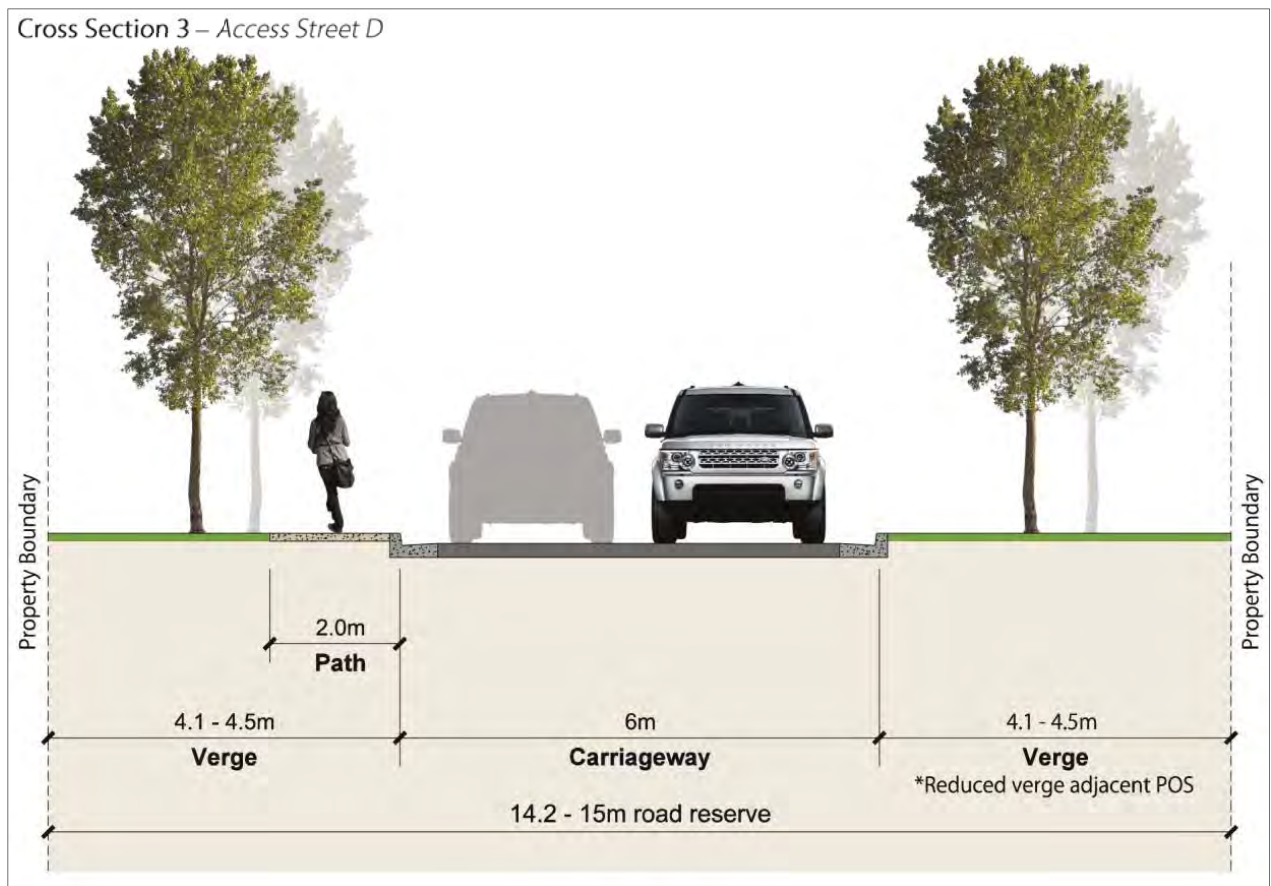 Cross Section 3 – Access Street D
Property Boundary
Property Boundary
2.0m
Path
4.1 - 4.5m
6m
4.1 - 4.5m
Verge
Carriageway
Verge
*Reduced verge adjacent POS
14.2 - 15m road reserve